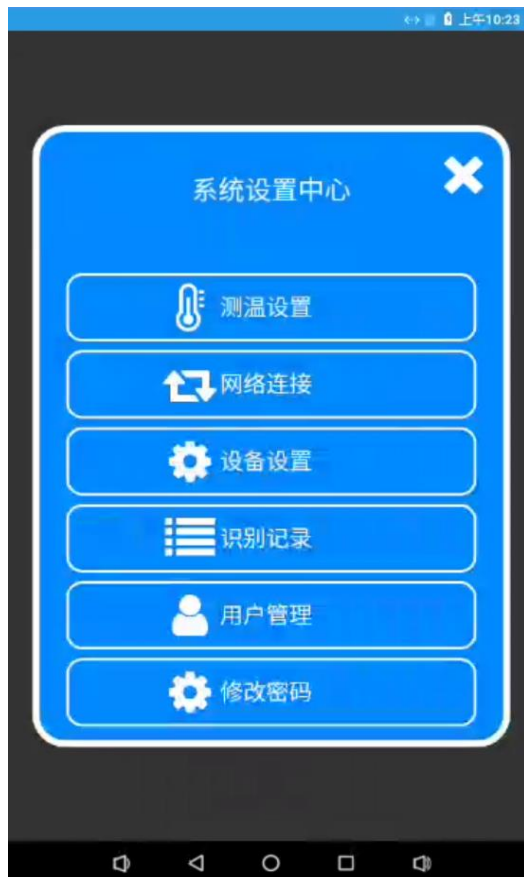 上午10:23
系统设置中心
测温设置
网络连接
设备设置
识别记录
用户管理
修改密码